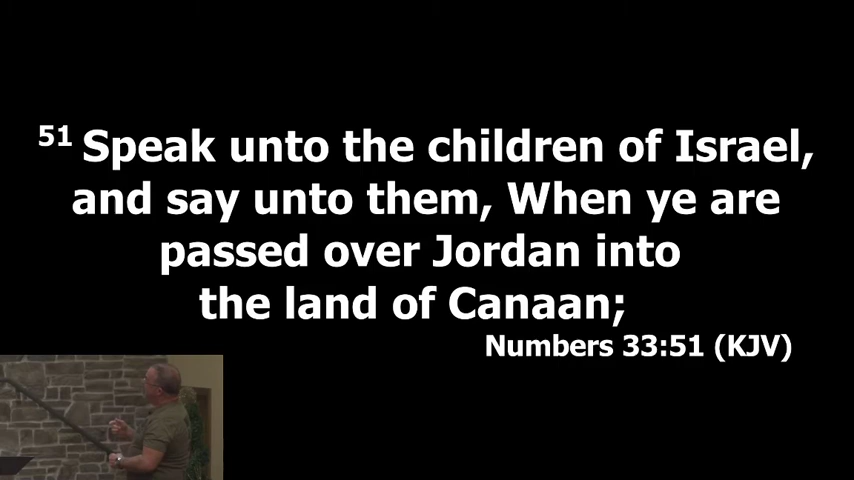 51 Speak unto the children of Israel,
and say unto them, When ye are
passed over Jordan into
the land of Canaan;
Numbers 33:51 (KJV)